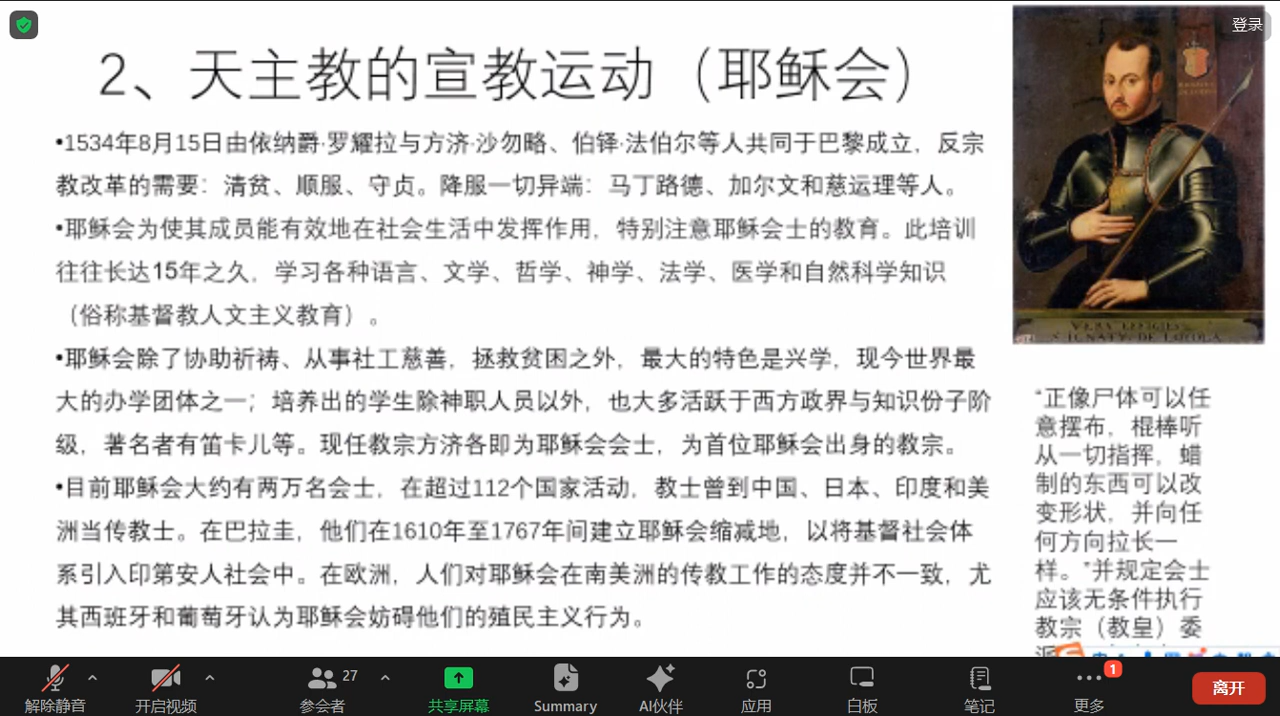 登录
2、天主教的宣教运动（耶稣会）
•1534年8月15日由依纳爵·罗耀拉与方济·沙勿略、伯铎·法伯尔等人共同于巴黎成立，反宗
教改革的需要：清贫、顺服、守贞。降服一切异端：马丁路德、加尔文和慈运理等人。
•耶稣会为使其成员能有效地在社会生活中发挥作用，特别注意耶稣会士的教育。此培训
往往长达15年之久，学习各种语言、文学、哲学、神学、法学、医学和自然科学知识
（俗称基督教人文主义教育）。
•耶稣会除了协助祈祷、从事社工慈善，拯救贫困之外，最大的特色是兴学，现今世界最
大的办学团体之一；培养出的学生除神职人员以外，也大多活跃于西方政界与知识份子阶
级，著名者有笛卡儿等。现任教宗方济各即为耶稣会会士，为首位耶稣会出身的教宗。
•目前耶稣会大约有两万名会士，在超过112个国家活动，教士曾到中国、日本、印度和美
洲当传教士。在巴拉圭，他们在1610年至1767年间建立耶稣会缩减地，以将基督社会体
系引入印第安人社会中。在欧洲，人们对耶稣会在南美洲的传教工作的态度并不一致，尤
其西班牙和葡萄牙认为耶稣会妨碍他们的殖民主义行为。
“正像尸体可以任
意摆布，棍棒听
从一切指挥，蜡
制的东西可以改
变形状，并向任
何方向拉长一
样。”并规定会士
应该无条件执行
教宗（教皇）委
解除静音
开启视频
27
参会者
共享屏幕
Summary
AI伙伴
应用
白板
笔记
1
更多
离开